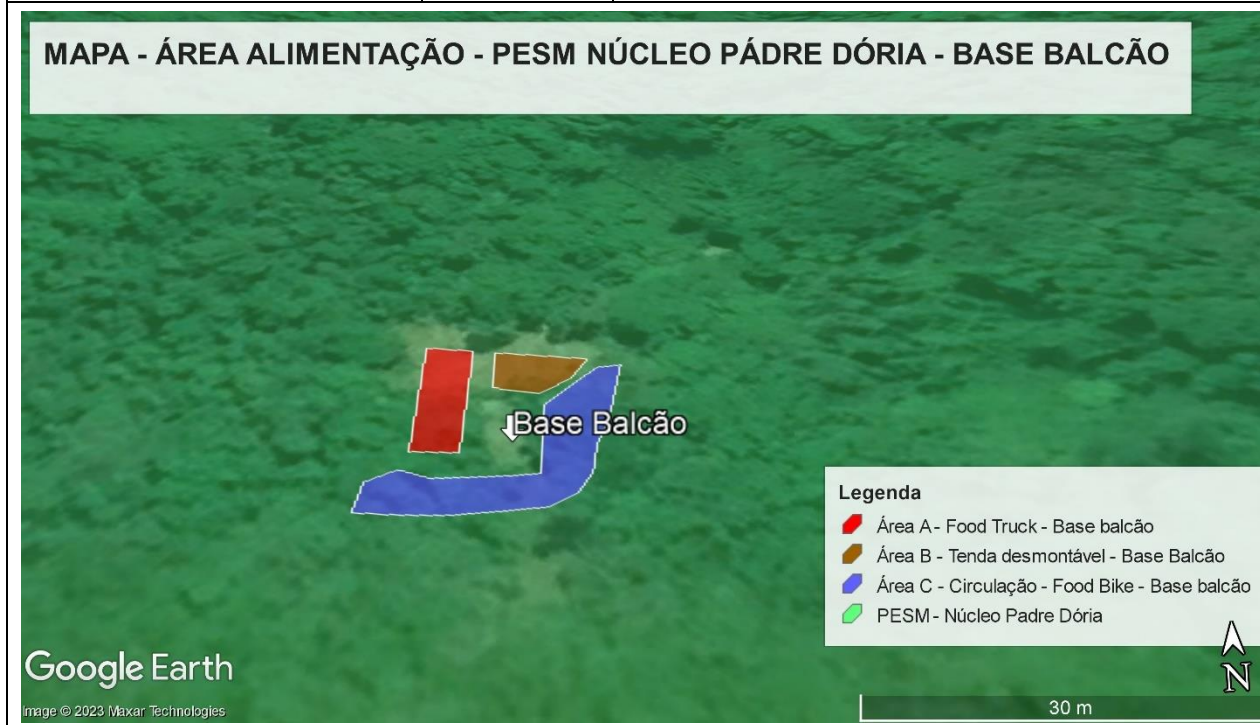 MAPA - ÁREA ALIMENTAÇÃO - PESM NÚCLEO PÁDRE DÓRIA - BASE BALCÃO
Base Balcão
Legenda
Área A - Food Truck - Base balcão
Área B - Tenda desmontável - Base Balcão
Área C - Circulação - Food Bike - Base balcão
PESM - Núcleo Padre Dória
N
Google Earth
Image © 2023 Maxar Technologies
30 m